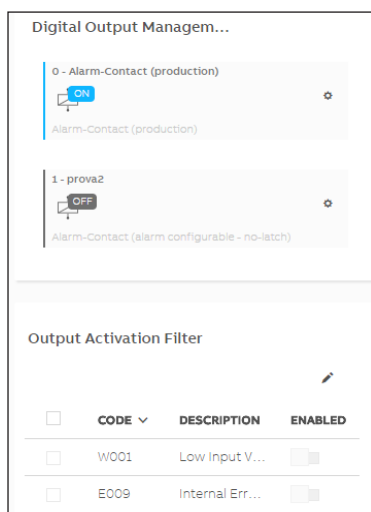 Digital Output Managem...
0 - Alarm-Contact (production)
ON
Alarm-Contact (production)
1 - prova2
OFF
Alarm-Contact (alarm configurable - no-latch)
Output Activation Filter
CODE DESCRIPTION ENABLED
W001 Low Input V...
E009 Internal Err...